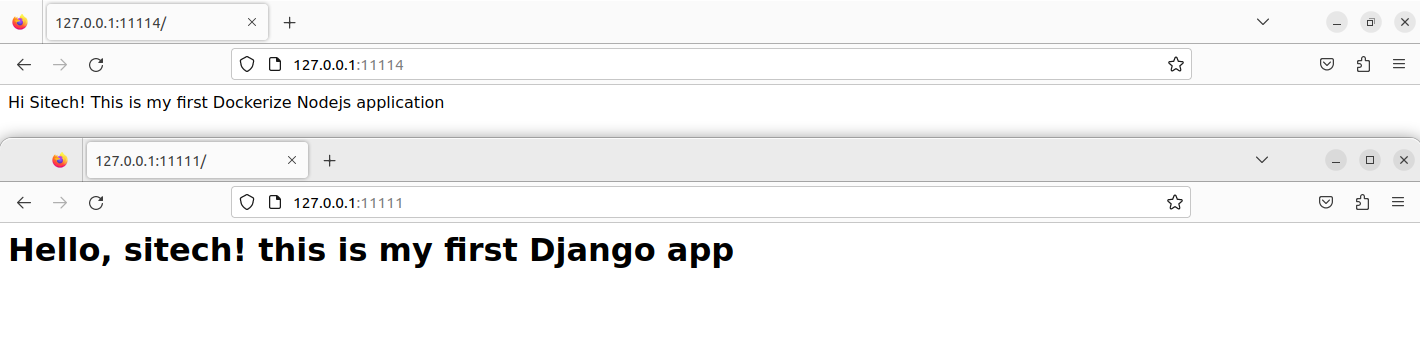 127.0.0.1:11114/
127.0.0.1:11114
Hi Sitech! This is my first Dockerize Nodejs application
127.0.0.1:11111/
127.0.0.1:11111
Hello, sitech! this is my first Django app